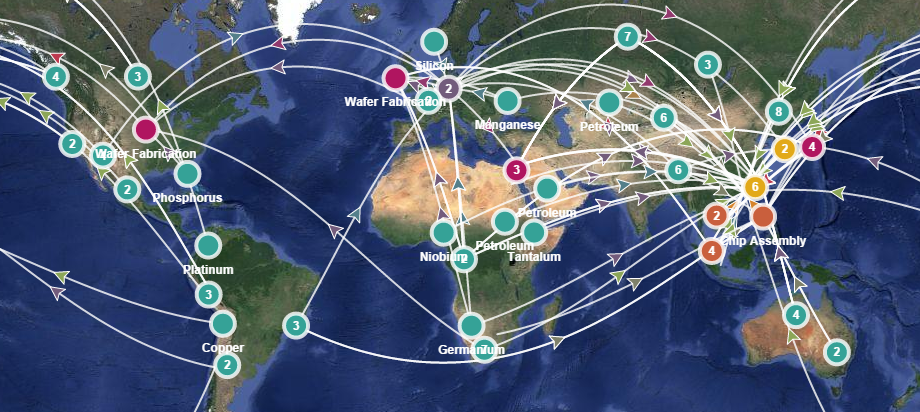 7
Silicon
4
3
3
2
Wafer Fabrication
Manganese
Petroleum
8
6
Wafer Fabrication
2
2
4
3
6
Phosphorus
2
6
Petroleum
2
Chip Assembly
Niobium
Petroleum
Tantalum
2
4
Platinum
3
4
3
Copper
Germanium
2
2
2